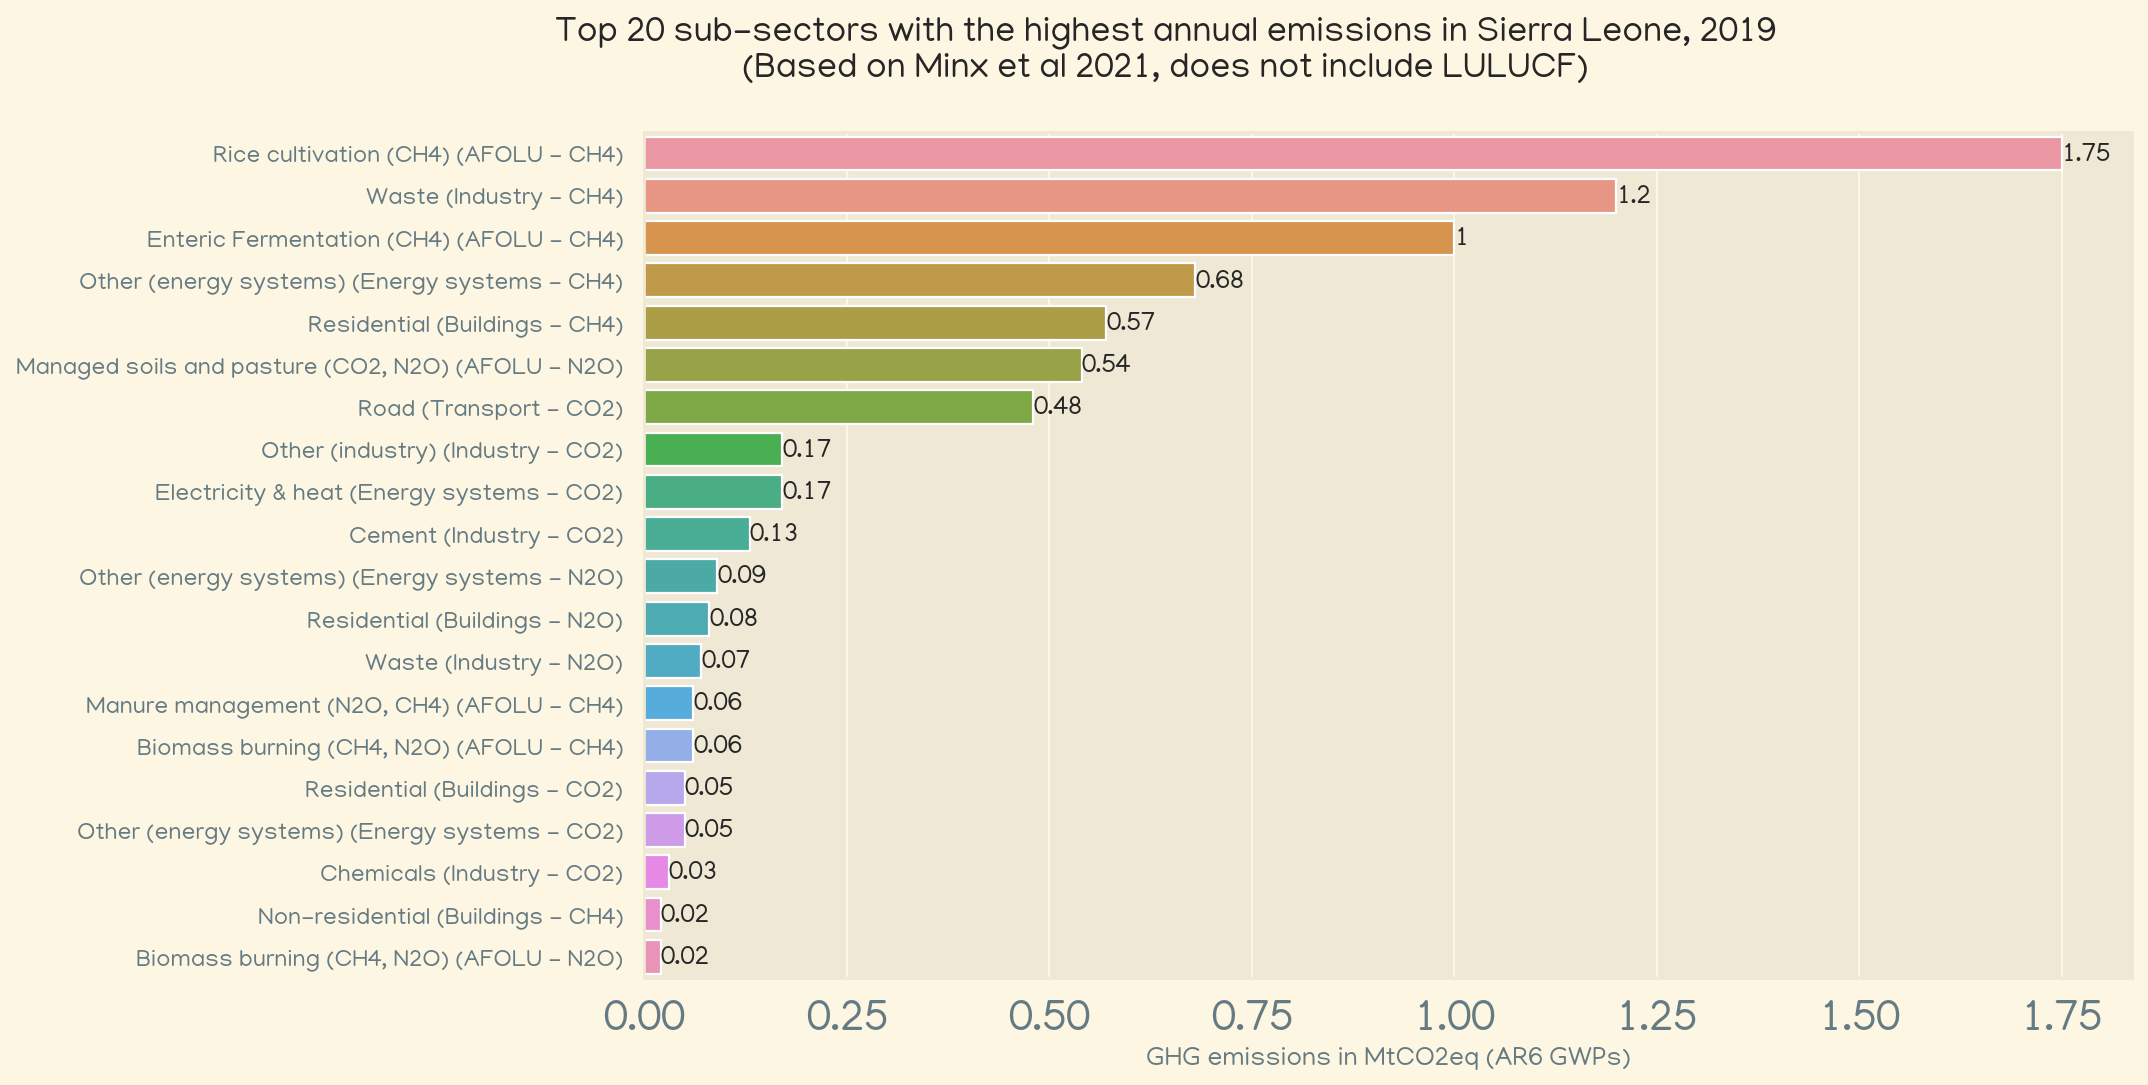 Top 20 sub-sectors with the highest annual emissions in Sierra Leone, 2019
(Based on Minx et al 2021, does not include LULUCF)
Rice cultivation (CH4) (AFOLU - CH4) 1.75
Waste (Industry - CH4) 1.2
Enteric Fermentation (CH4) (AFOLU - CH4) 1
Other (energy systems) (Energy systems - CH4) 0.68
Residential (Buildings - CH4) 0.57
Managed soils and pasture (CO2, N2O) (AFOLU - N2O) 0.54
Road (Transport - CO2) 0.48
Other (industry) (Industry - CO2) 0.17
Electricity & heat (Energy systems - CO2) 0.17
Cement (Industry - CO2) 0.13
Other (energy systems) (Energy systems - N2O) 0.09
Residential (Buildings - N2O) 0.08
Waste (Industry - N2O) 0.07
Manure management (N2O, CH4) (AFOLU - CH4) 0.06
Biomass burning (CH4, N2O) (AFOLU - CH4) 0.06
Residential (Buildings - CO2) 0.05
Other (energy systems) (Energy systems - CO2) 0.05
Chemicals (Industry - CO2) 0.03
Non-residential (Buildings - CH4) 0.02
Biomass burning (CH4, N2O) (AFOLU - N2O) 0.02
0.00 0.25 0.50 0.75 1.00 1.25 1.50 1.75
GHG emissions in MtCO2eq (AR6 GWPs)